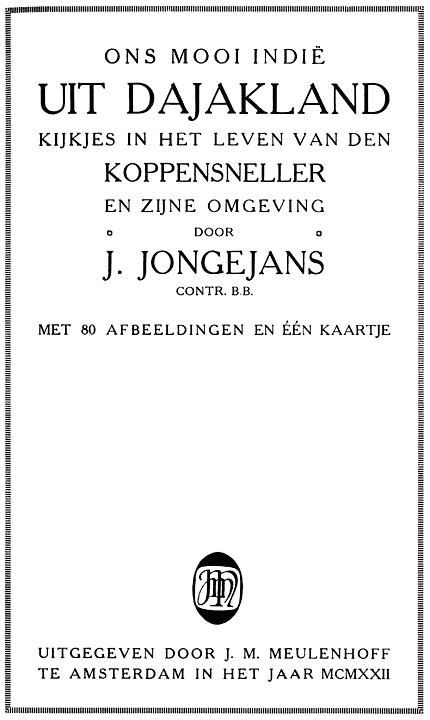 ONS MOOI INDIË
UIT DAJAKLAND
KIJKJES IN HET LEVEN VAN DEN
KOPPENSNELLER
EN ZIJNE OMGEVING
DOOR
J. JONGEJANS
CONTR. B.B.
MET 80 AFBEELDINGEN EN ÉÉN KAARTJE
JMM
UITGEGEVEN DOOR J. M. MEULENHOFF
TE AMSTERDAM IN HET JAAR MCMXXII